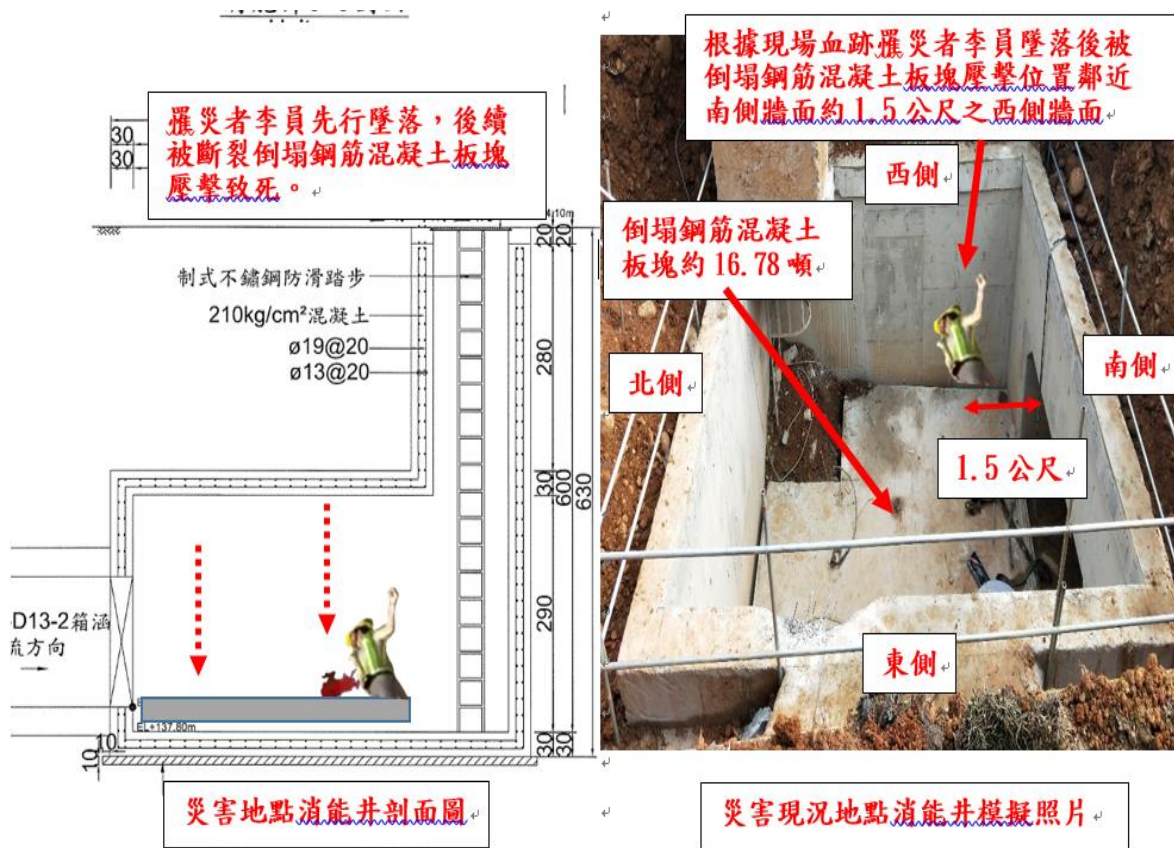 罹災者李員先行墜落，後續
被斷裂倒塌鋼筋混凝土板塊
壓擊致死。
30
30
10m
20
20
制式不鏽鋼防滑踏步
210kg/cm²混凝土
ø19@20
ø13@20
280
30
600
630
290
-D13-2箱涵
流方向
EL+137.80m
10
10
30
30
災害地點消能井剖面圖
根據現場血跡罹災者李員墜落後被
倒塌鋼筋混凝土板塊壓擊位置鄰近
南側牆面約1.5公尺之西側牆面
西側
倒塌鋼筋混凝土
板塊約16.78噸
北側
南側
1.5公尺
東側
災害現況地點消能井模擬照片